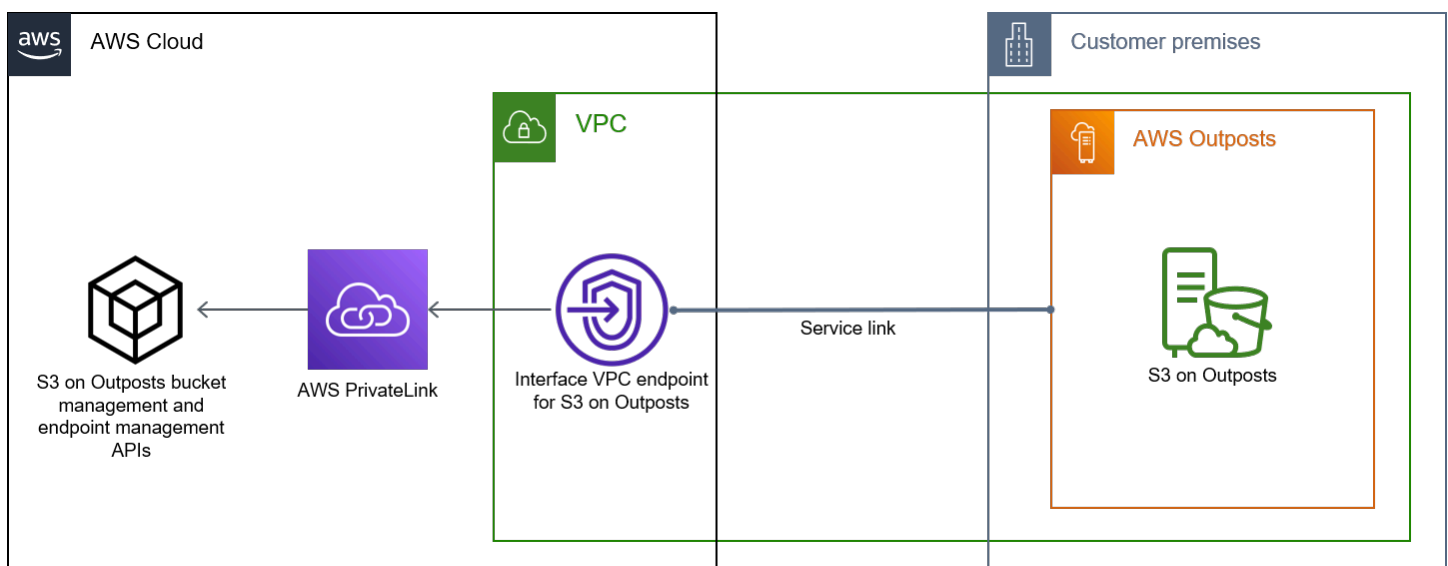 aws
AWS Cloud
Customer premises
VPC
AWS Outposts
S3 on Outposts bucket
management and
endpoint management
APIs
AWS PrivateLink
Interface VPC endpoint
for S3 on Outposts
Service link
S3 on Outposts